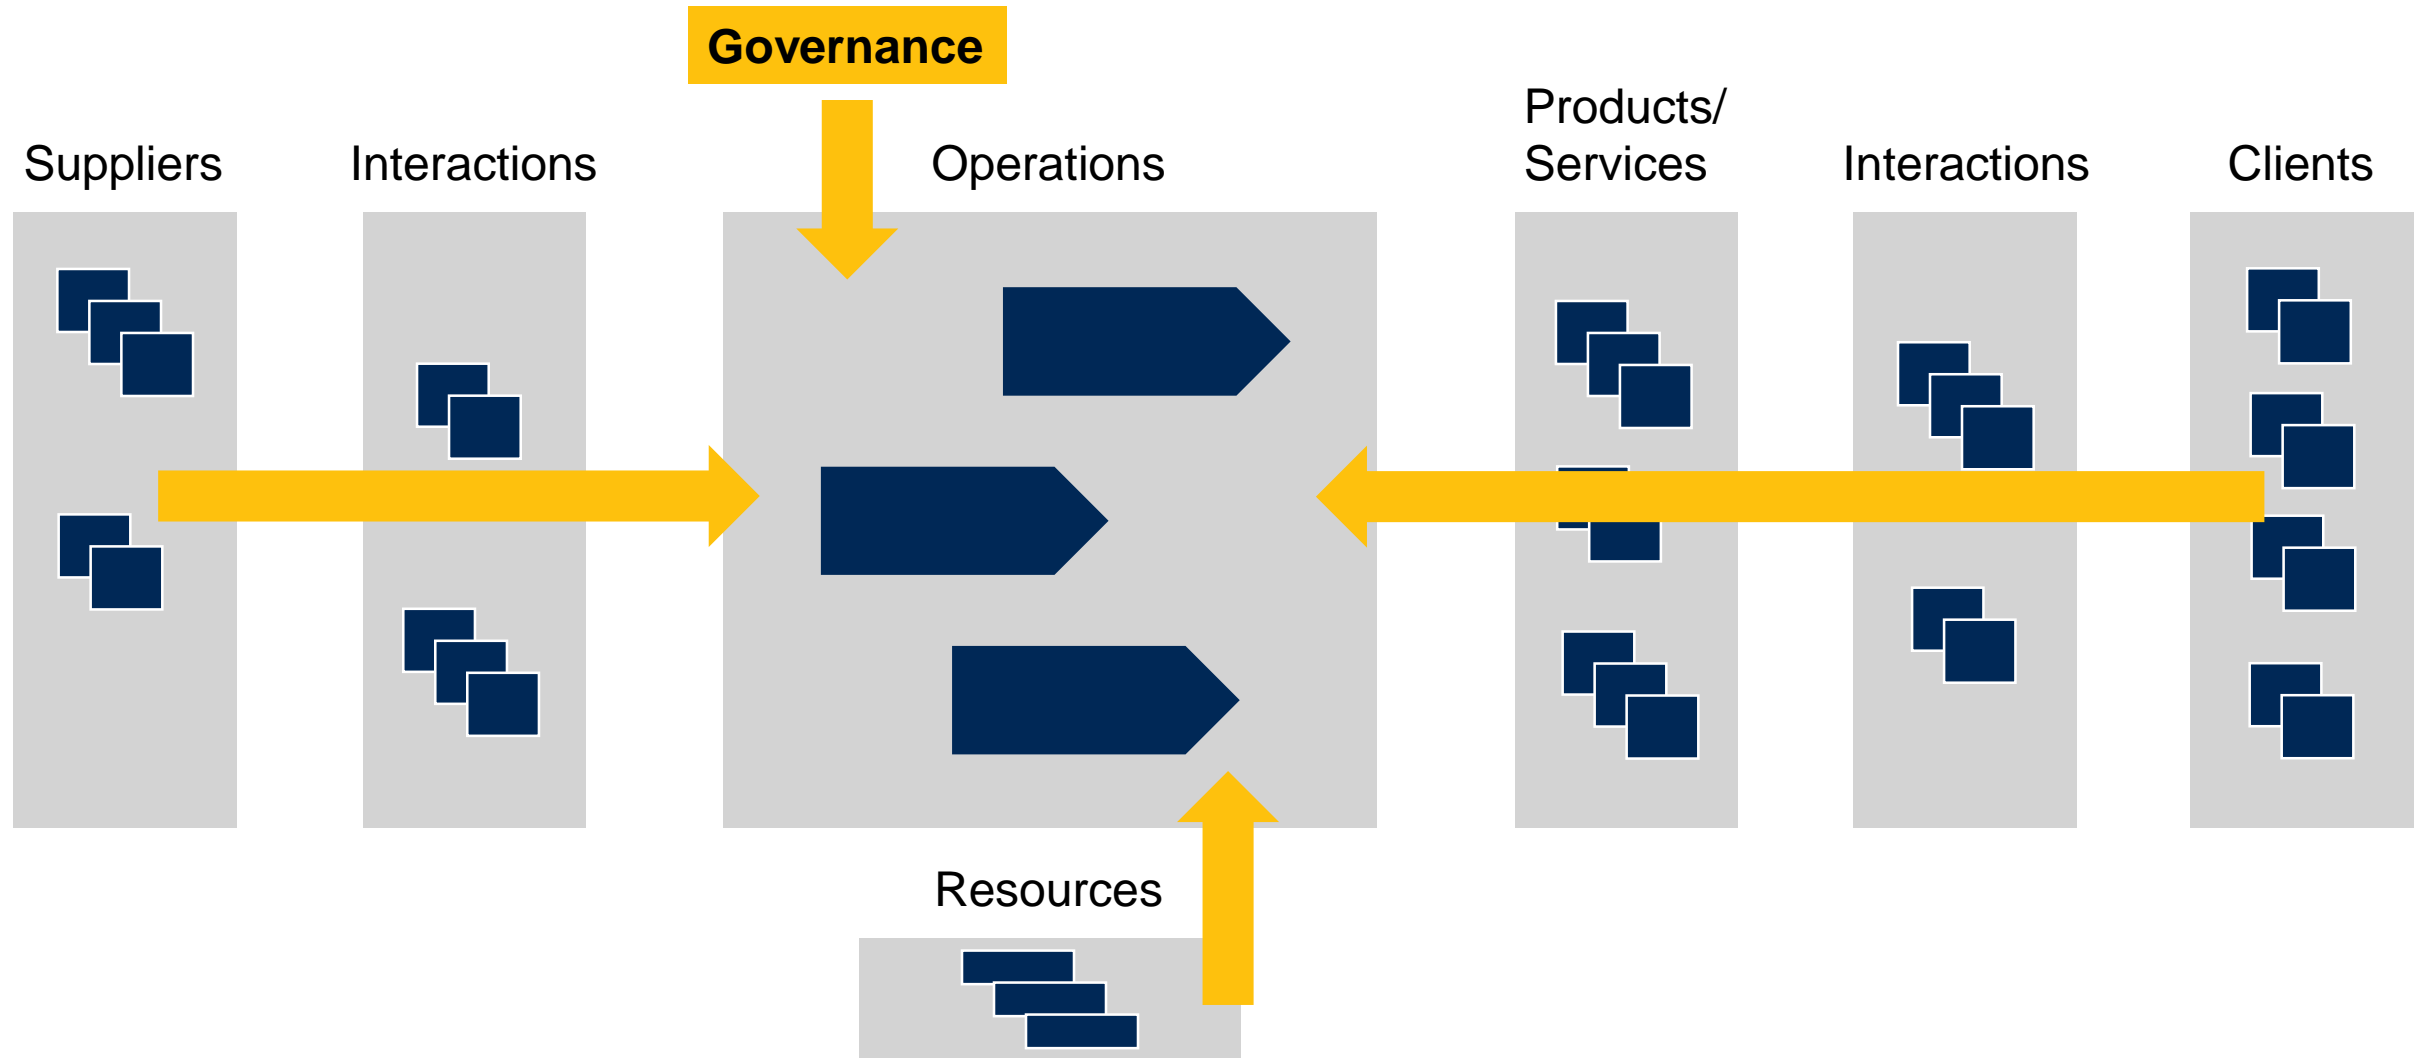 Governance
Suppliers
Interactions
Operations
Products/
Services
Interactions
Clients
Resources